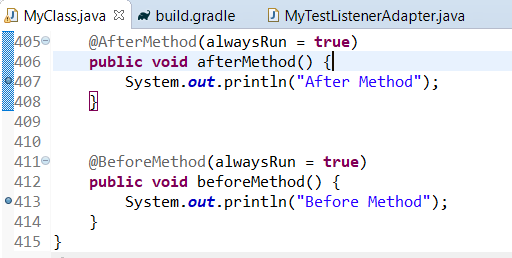 MyClass.java build.gradle MyTestListenerAdapter.java
405 @AfterMethod(alwaysRun = true)
406 public void afterMethod() {
407 System.out.println("After Method");
408 }
409
410
411 @BeforeMethod(alwaysRun = true)
412 public void beforeMethod() {
413 System.out.println("Before Method");
414 }
415 }